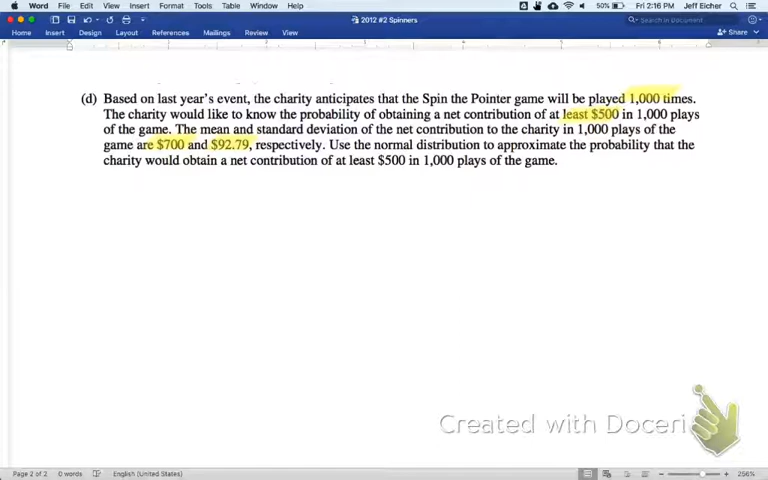 Word File Edit View Insert Format Tools Table Window Help 50% Fri 2:16 PM Jeff Eicher
2012 #2 Spinners
Search in Document
Home Insert Design Layout References Mailings Review View Share
(d) Based on last year's event, the charity anticipates that the Spin the Pointer game will be played 1,000 times.
The charity would like to know the probability of obtaining a net contribution of at least $500 in 1,000 plays
of the game. The mean and standard deviation of the net contribution to the charity in 1,000 plays of the
game are $700 and $92.79, respectively. Use the normal distribution to approximate the probability that the
charity would obtain a net contribution of at least $500 in 1,000 plays of the game.
Created with Doceri
Page 2 of 2 0 words English (United States) 256%